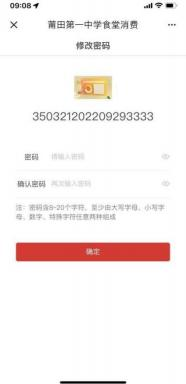 09:08
莆田第一中学食堂消费
修改密码
350321202209293333
密码 请输入密码
确认密码 再次输入密码
注：密码含8-20个字符，至少由大写字母、小写字
母、数字、特殊字符任意两种组成
确定